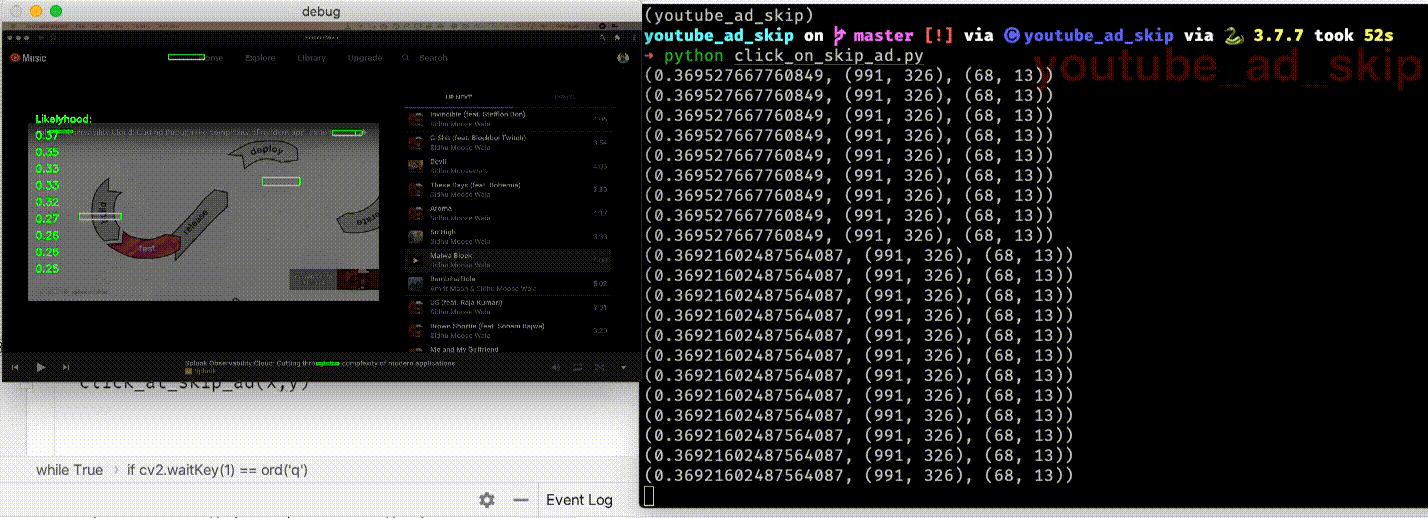 debug
Music
Explore
Library
Upgrade
Search
UP NEXT
Likelyhood:
0.37
0.35
0.33
0.33
0.32
0.27
0.26
0.26
0.25
deploy
release
test
Invincible (feat. Stefflon Don)
Sidhu Moose Wala
G-Shit (feat. Blockboi Twitch)
Sidhu Moose Wala
3:54
Devil
Sidhu Moosewala
These Days (feat. Bohemia)
Sidhu Moose Wala
Aroma
Sidhu Moose Wala
So High
Sidhu Moose Wala
Malwa Block
Sidhu Moose Wala
Bambiha Bole
Amrit Maan & Sidhu Moose Wala
US (feat. Raja Kumari)
Sidhu Moose Wala
Brown Shortie (feat. Sonam Bajwa)
Sidhu Moose Wala
Me and My Girlfriend
Splunk Observability Cloud: Cutting complexity of modern applications
Splunk
click_at_skip_ad(x,y)
while True › if cv2.waitKey(1) == ord('q')
Event Log
(youtube_ad_skip)
youtube_ad_skip on master [!] via C youtube_ad_skip via 3.7.7 took 52s
➜ python click_on_skip_ad.py
youtube_ad_skip
(0.369527667760849, (991, 326), (68, 13))
(0.369527667760849, (991, 326), (68, 13))
(0.369527667760849, (991, 326), (68, 13))
(0.369527667760849, (991, 326), (68, 13))
(0.369527667760849, (991, 326), (68, 13))
(0.369527667760849, (991, 326), (68, 13))
(0.369527667760849, (991, 326), (68, 13))
(0.369527667760849, (991, 326), (68, 13))
(0.369527667760849, (991, 326), (68, 13))
(0.36921602487564087, (991, 326), (68, 13))
(0.36921602487564087, (991, 326), (68, 13))
(0.36921602487564087, (991, 326), (68, 13))
(0.36921602487564087, (991, 326), (68, 13))
(0.36921602487564087, (991, 326), (68, 13))
(0.36921602487564087, (991, 326), (68, 13))
(0.36921602487564087, (991, 326), (68, 13))
(0.36921602487564087, (991, 326), (68, 13))
(0.36921602487564087, (991, 326), (68, 13))
(0.36921602487564087, (991, 326), (68, 13))
(0.36921602487564087, (991, 326), (68, 13))
(0.36921602487564087, (991, 326), (68, 13))